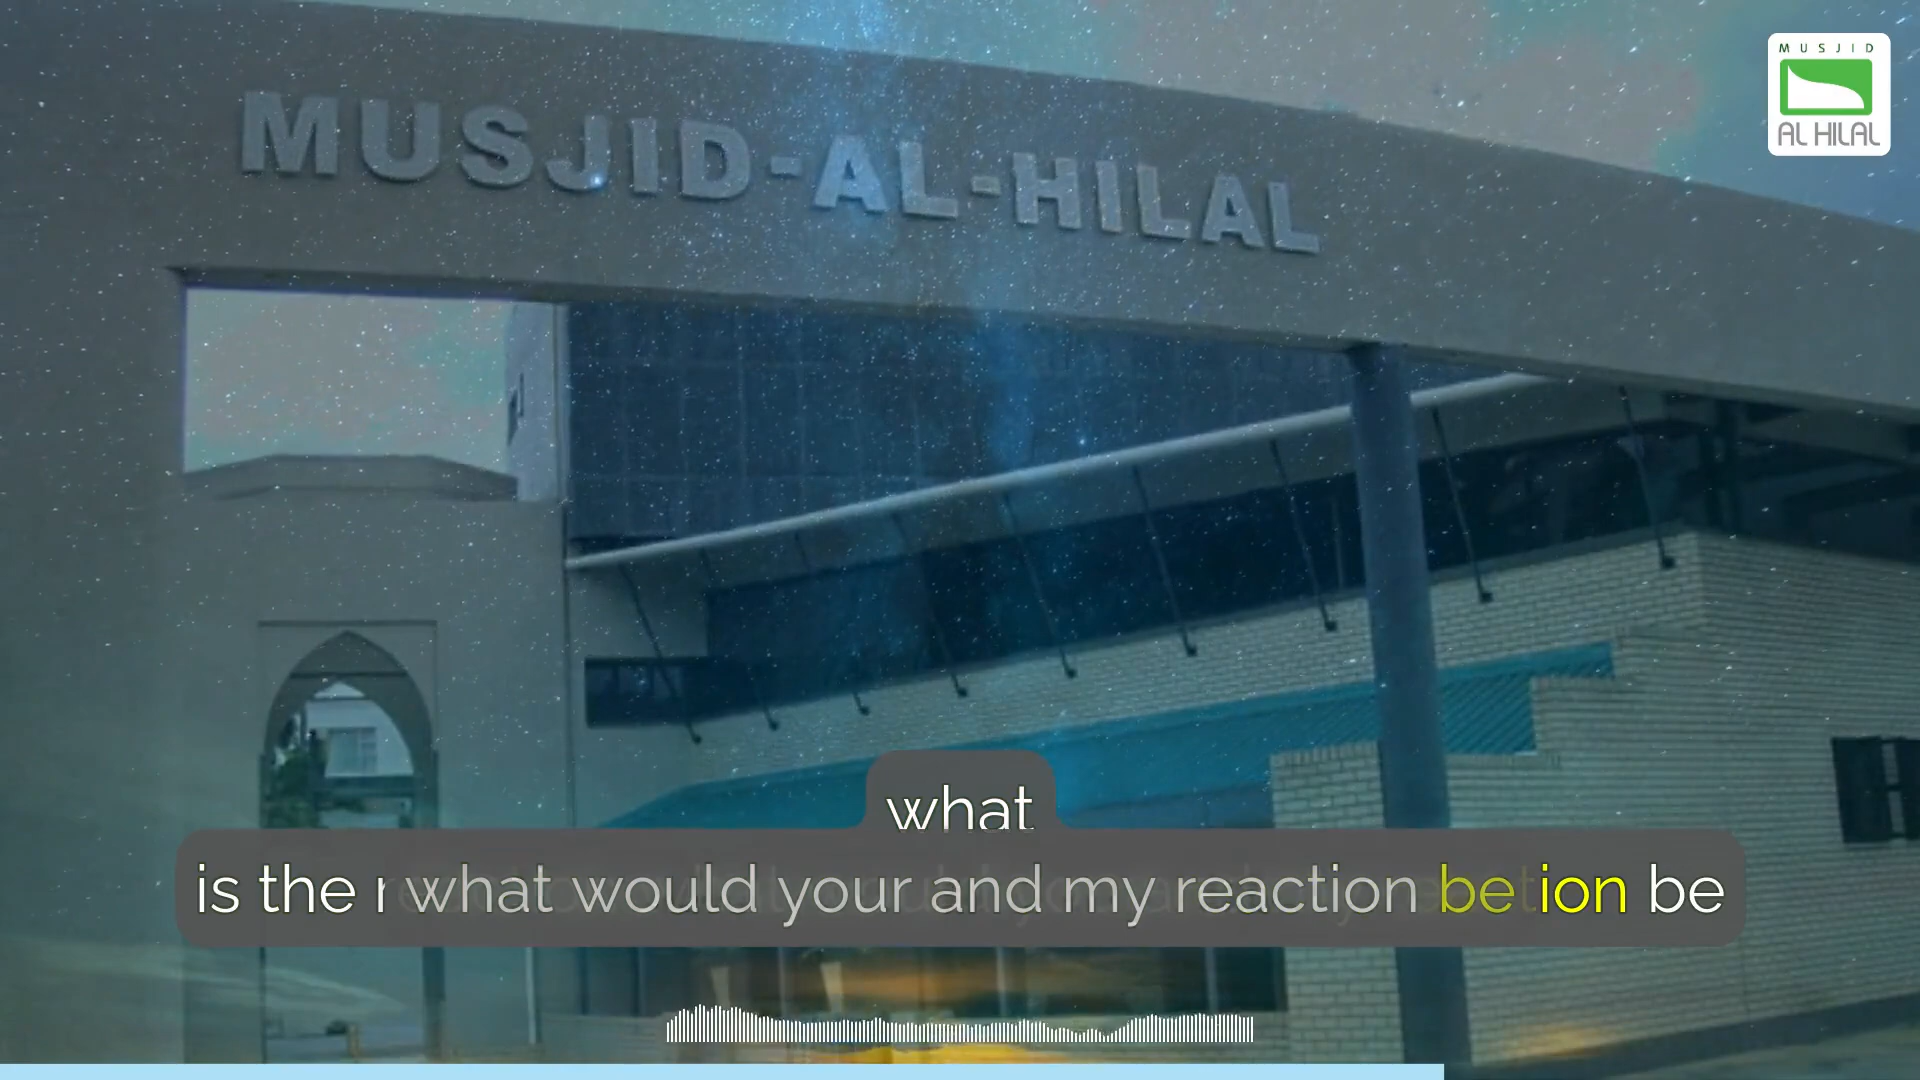 MUSJID-AL-HILAL
MUSJID
AL HILAL
what
is the what would your and my reaction be ion be